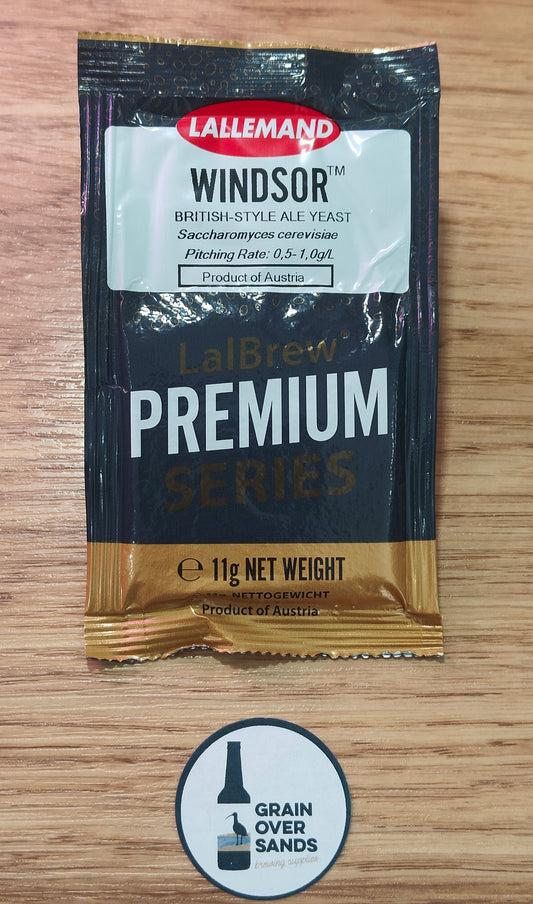 LALLEMAND
WINDSOR™
BRITISH-STYLE ALE YEAST
Saccharomyces cerevisiae
Pitching Rate: 0,5-1,0g/L
Product of Austria
LalBrew®
PREMIUM
SERIES
℮ 11g NET WEIGHT
NETTOGEWICHT
Product of Austria
GRAIN
OVER
SANDS
brewing supplies